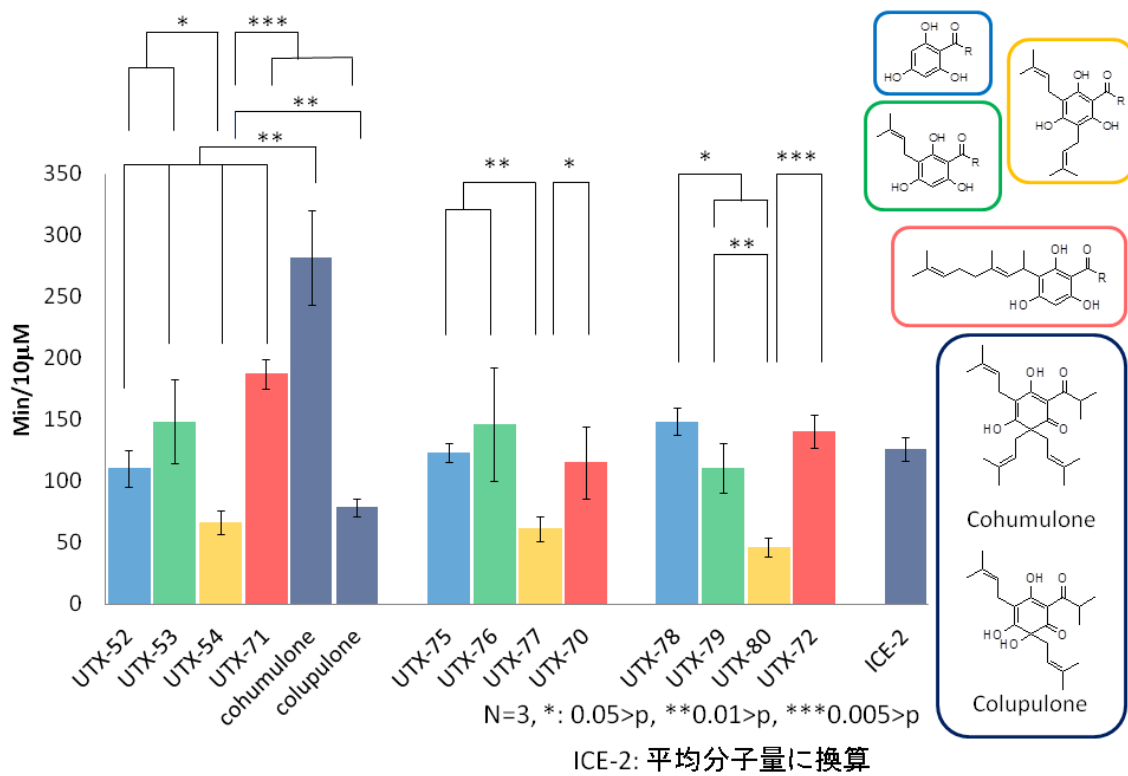 * *** 
** 
** 
Min/10μM
350
300
250
200
150
100
50
0
** *
* ***
**
UTX-52 UTX-53 UTX-54 UTX-71 cohumulone colupulone UTX-75 UTX-76 UTX-77 UTX-70 UTX-78 UTX-79 UTX-80 UTX-72 ICE-2
N=3, *: 0.05>p, **0.01>p, ***0.005>p
ICE-2: 平均分子量に換算
OH O
R
HO OH
OH O
R
HO OH
OH O
R
HO OH
OH O
R
HO OH
OH O
HO O
Cohumulone
OH O
HO O
HO
Colupulone